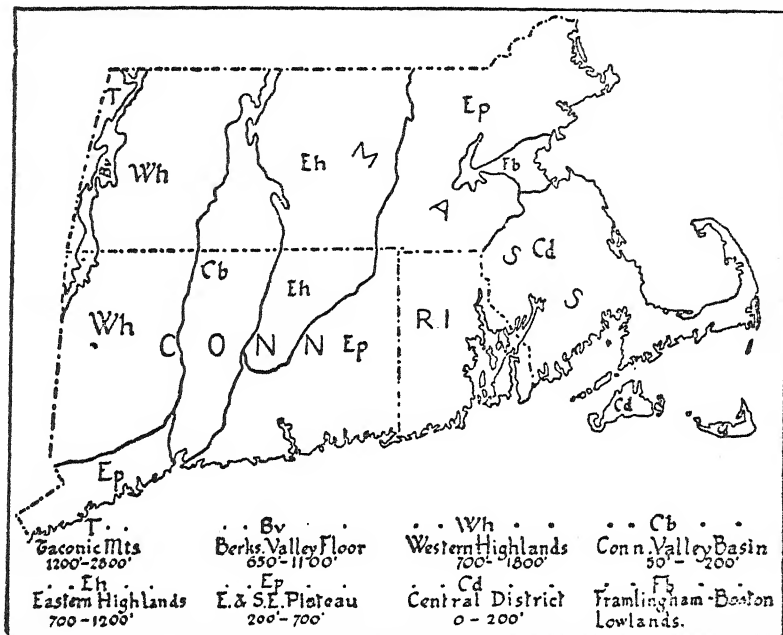 T
Ep
Bv
Wh
Eh
M
Fb
A
S
Cd
Cb
Eh
S
Wh
R.I
C O N N
Ep
Cd
Ep
T
Taconic Mts
1200'-2800'
Bv
Berks. Valley Floor
650'-1100'
Wh
Western Highlands
700'-1800'
Cb
Conn. Valley Basin
50'-200'
Eh
Eastern Highlands
700-1200'
Ep
E. & S.E. Plateau
200'-700'
Cd
Central District
0-200'
Fb
Framlingham-Boston
Lowlands.